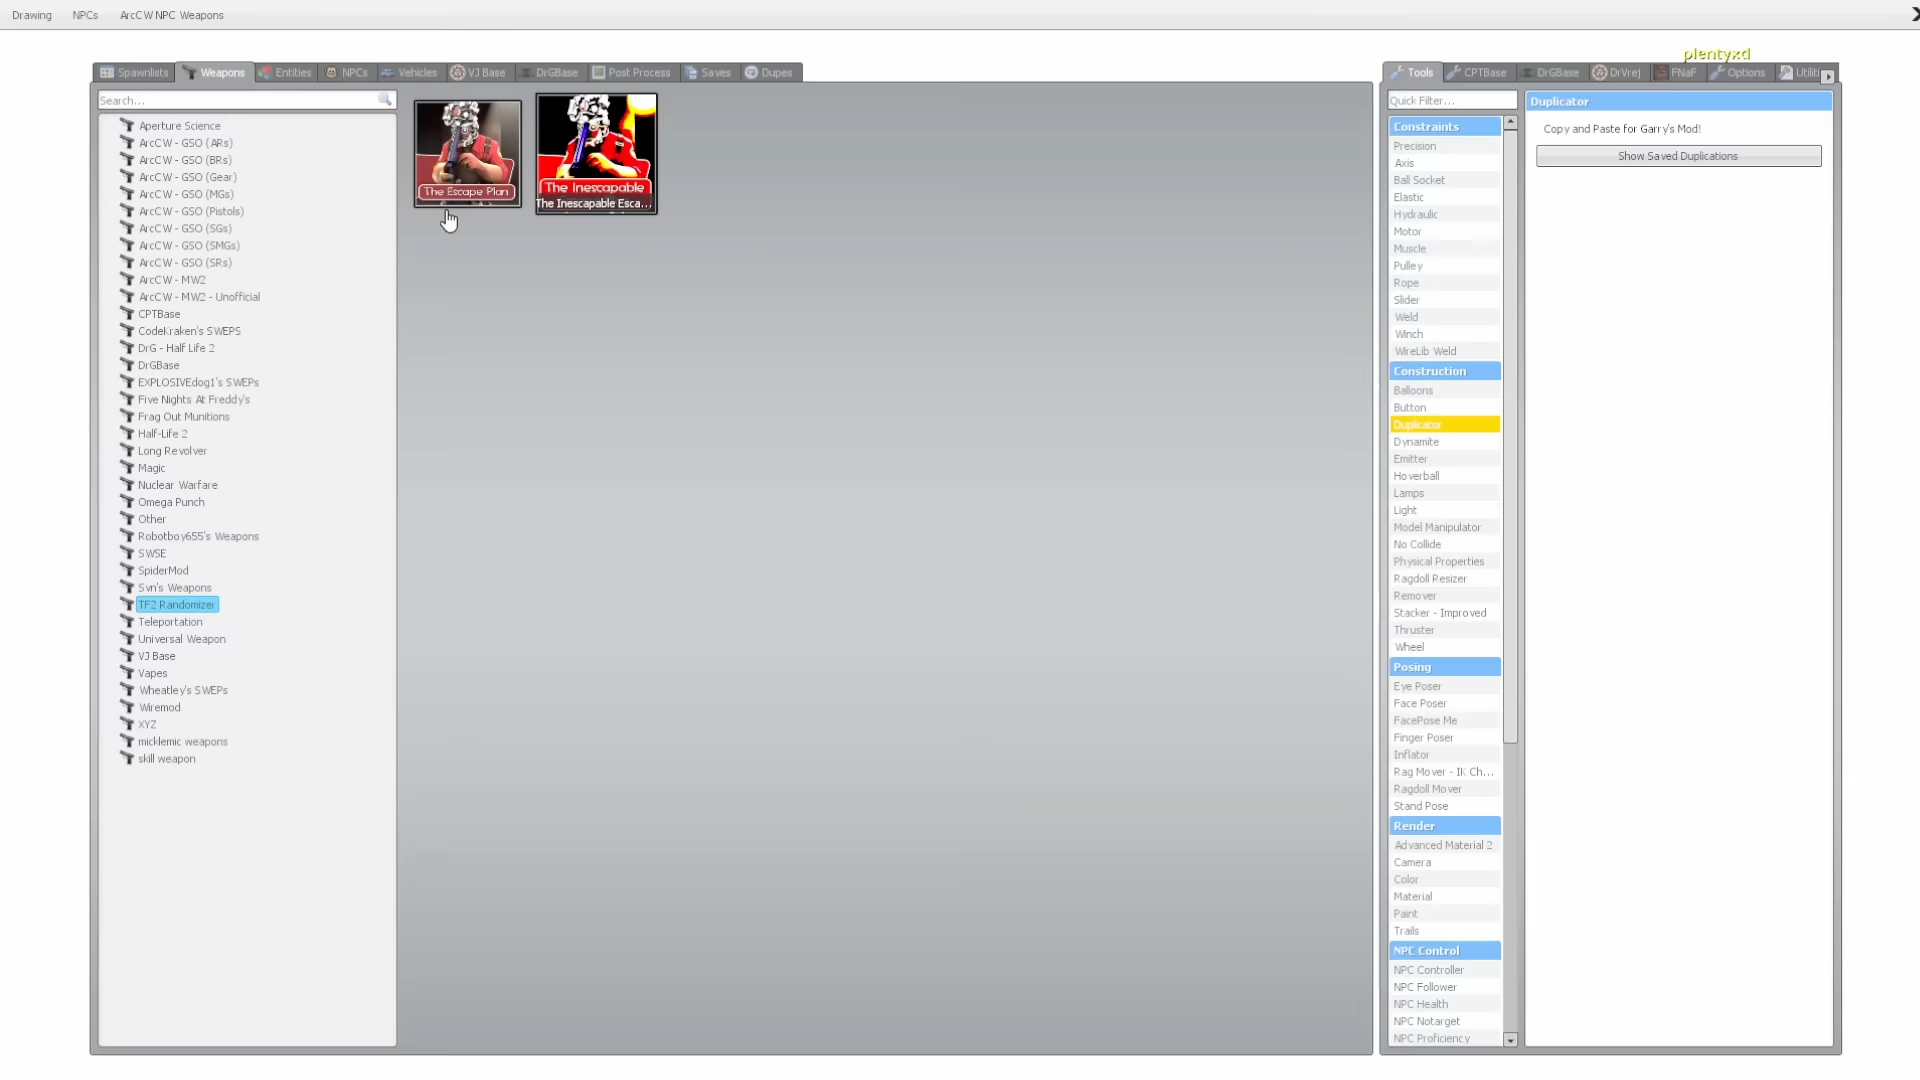 Drawing NPCs ArcCW NPC Weapons
plentyxd
Spawnlists Weapons Entities NPCs Vehicles VJ Base DrGBase Post Process Saves Dupes
Search...
Aperture Science
ArcCW - GSO (ARs)
ArcCW - GSO (BRs)
ArcCW - GSO (Gear)
ArcCW - GSO (MGs)
ArcCW - GSO (Pistols)
ArcCW - GSO (SGs)
ArcCW - GSO (SMGs)
ArcCW - GSO (SRs)
ArcCW - MW2
ArcCW - MW2 - Unofficial
CPTBase
CodeKraken's SWEPS
DrG - Half Life 2
DrGBase
EXPLOSIVEdog1's SWEPs
Five Nights At Freddy's
Frag Out Munitions
Half-Life 2
Long Revolver
Magic
Nuclear Warfare
Omega Punch
Other
Robotboy655's Weapons
SWSE
SpiderMod
Svn's Weapons
TF2 Randomizer
Teleportation
Universal Weapon
VJ Base
Vapes
Wheatley's SWEPs
Wiremod
XYZ
micklemic weapons
skill weapon
The Escape Plan
The Inescapable
The Inescapable Esca...
Tools CPTBase DrGBase DrVrej FNaF Options Utiliti
Quick Filter...
Constraints
Precision
Axis
Ball Socket
Elastic
Hydraulic
Motor
Muscle
Pulley
Rope
Slider
Weld
Winch
WireLib Weld
Construction
Balloons
Button
Duplicator
Dynamite
Emitter
Hoverball
Lamps
Light
Model Manipulator
No Collide
Physical Properties
Ragdoll Resizer
Remover
Stacker - Improved
Thruster
Wheel
Posing
Eye Poser
Face Poser
FacePose Me
Finger Poser
Inflator
Rag Mover - IK Ch...
Ragdoll Mover
Stand Pose
Render
Advanced Material 2
Camera
Color
Material
Paint
Trails
NPC Control
NPC Controller
NPC Follower
NPC Health
NPC Notarget
NPC Proficiency
Duplicator
Copy and Paste for Garry's Mod!
Show Saved Duplications